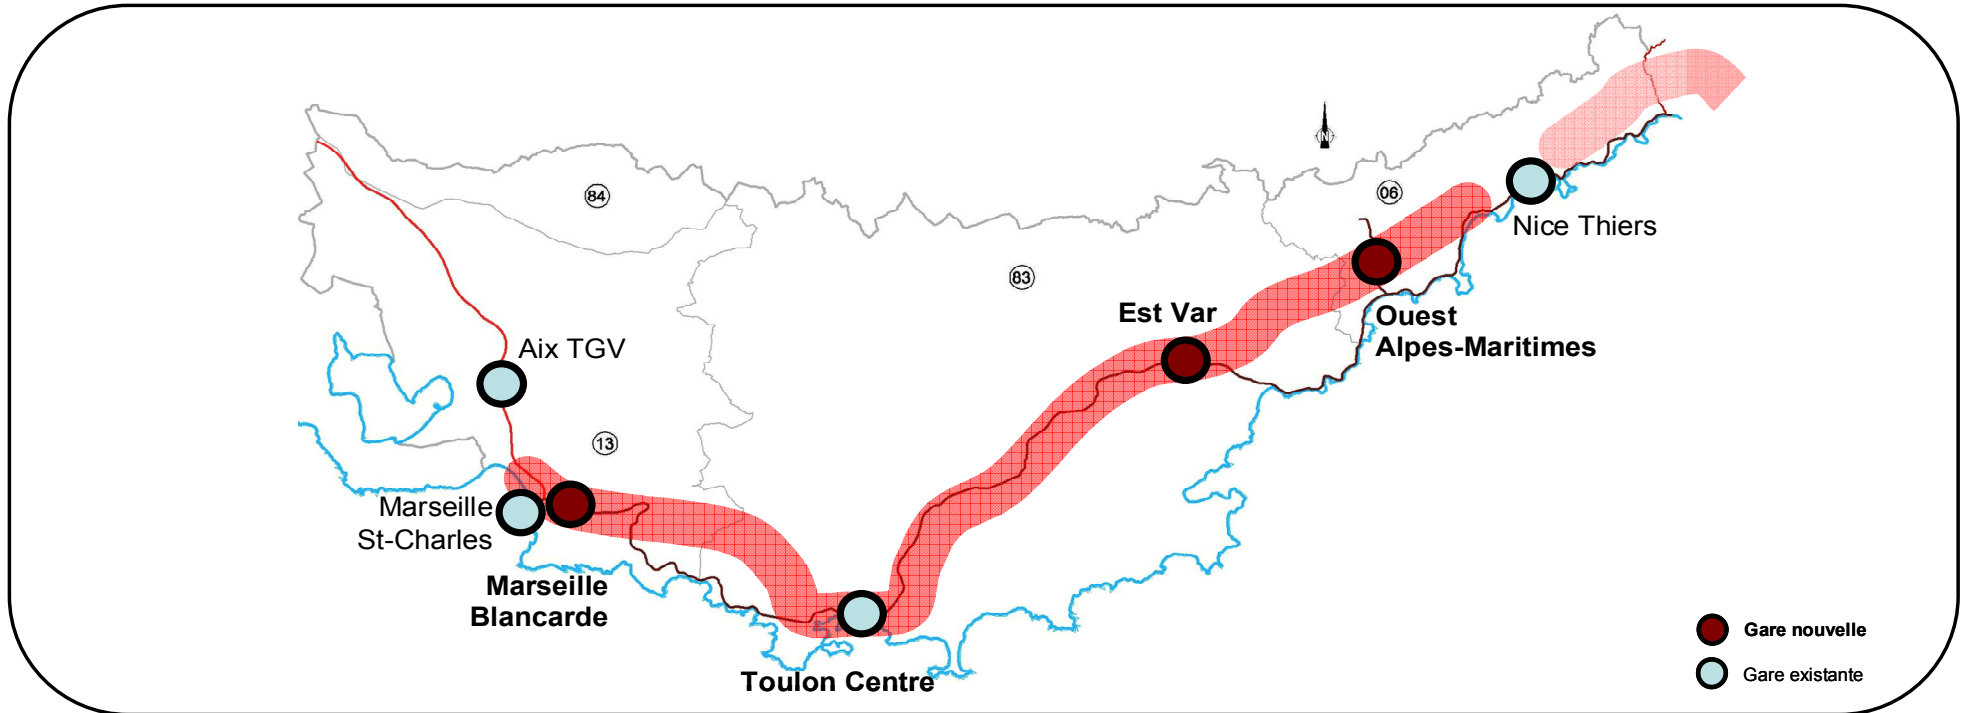 N
84
06
Nice Thiers
83
Est Var
Ouest
Alpes-Maritimes
Aix TGV
13
Marseille
St-Charles
Marseille
Blancarde
Toulon Centre
Gare nouvelle
Gare existante